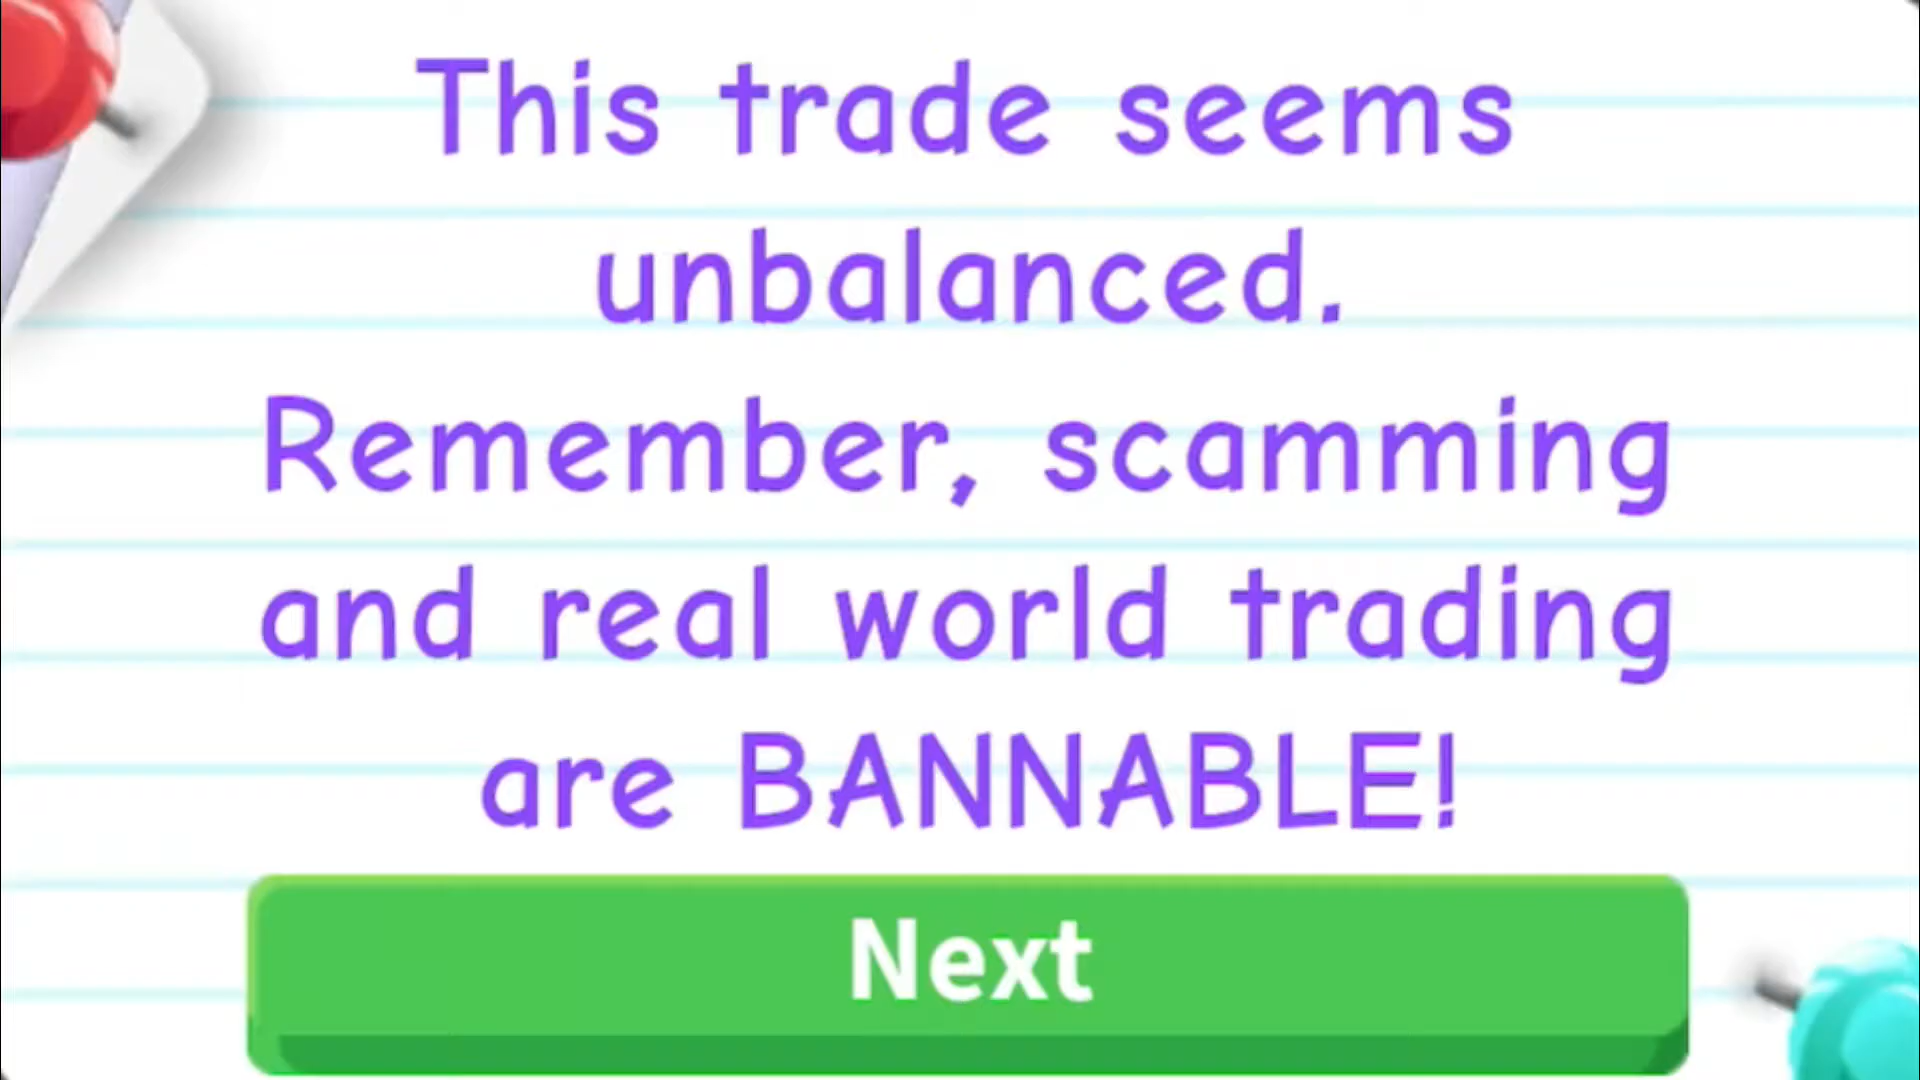 This trade seems
unbalanced.
Remember, scamming
and real world trading
are BANNABLE!
Next